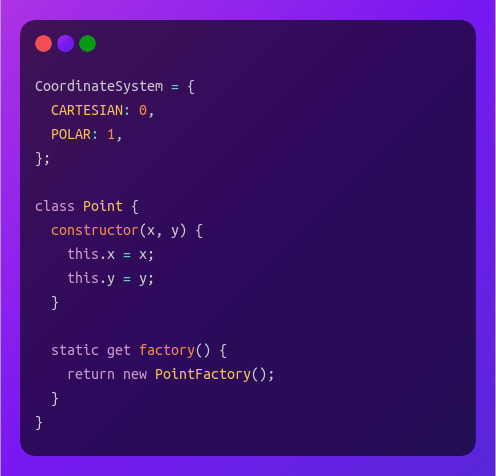 CoordinateSystem = {
  CARTESIAN: 0,
  POLAR: 1,
};

class Point {
  constructor(x, y) {
    this.x = x;
    this.y = y;
  }

  static get factory() {
    return new PointFactory();
  }
}